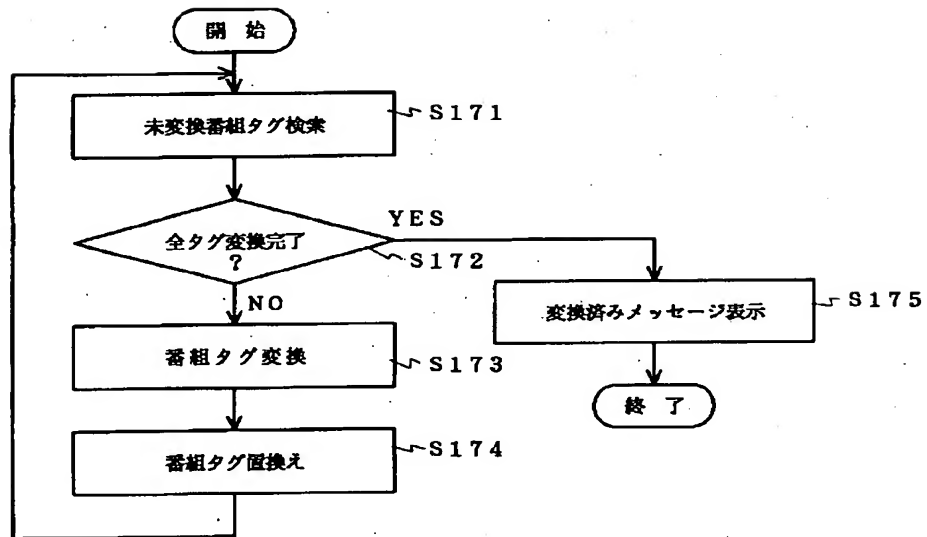 開 始
未変換番組タグ検索
S171
全タグ変換完了
?
YES
S172
NO
番組タグ変換
S173
番組タグ置換え
S174
変換済みメッセージ表示
S175
終 了